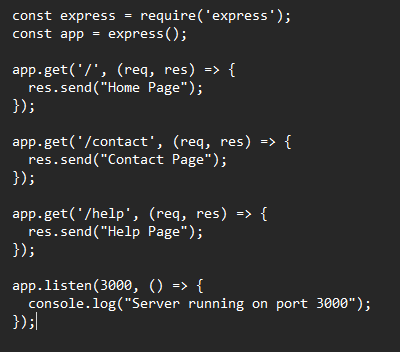 const express = require('express');
const app = express();

app.get('/', (req, res) => {
  res.send("Home Page");
});

app.get('/contact', (req, res) => {
  res.send("Contact Page");
});

app.get('/help', (req, res) => {
  res.send("Help Page");
});

app.listen(3000, () => {
  console.log("Server running on port 3000");
});